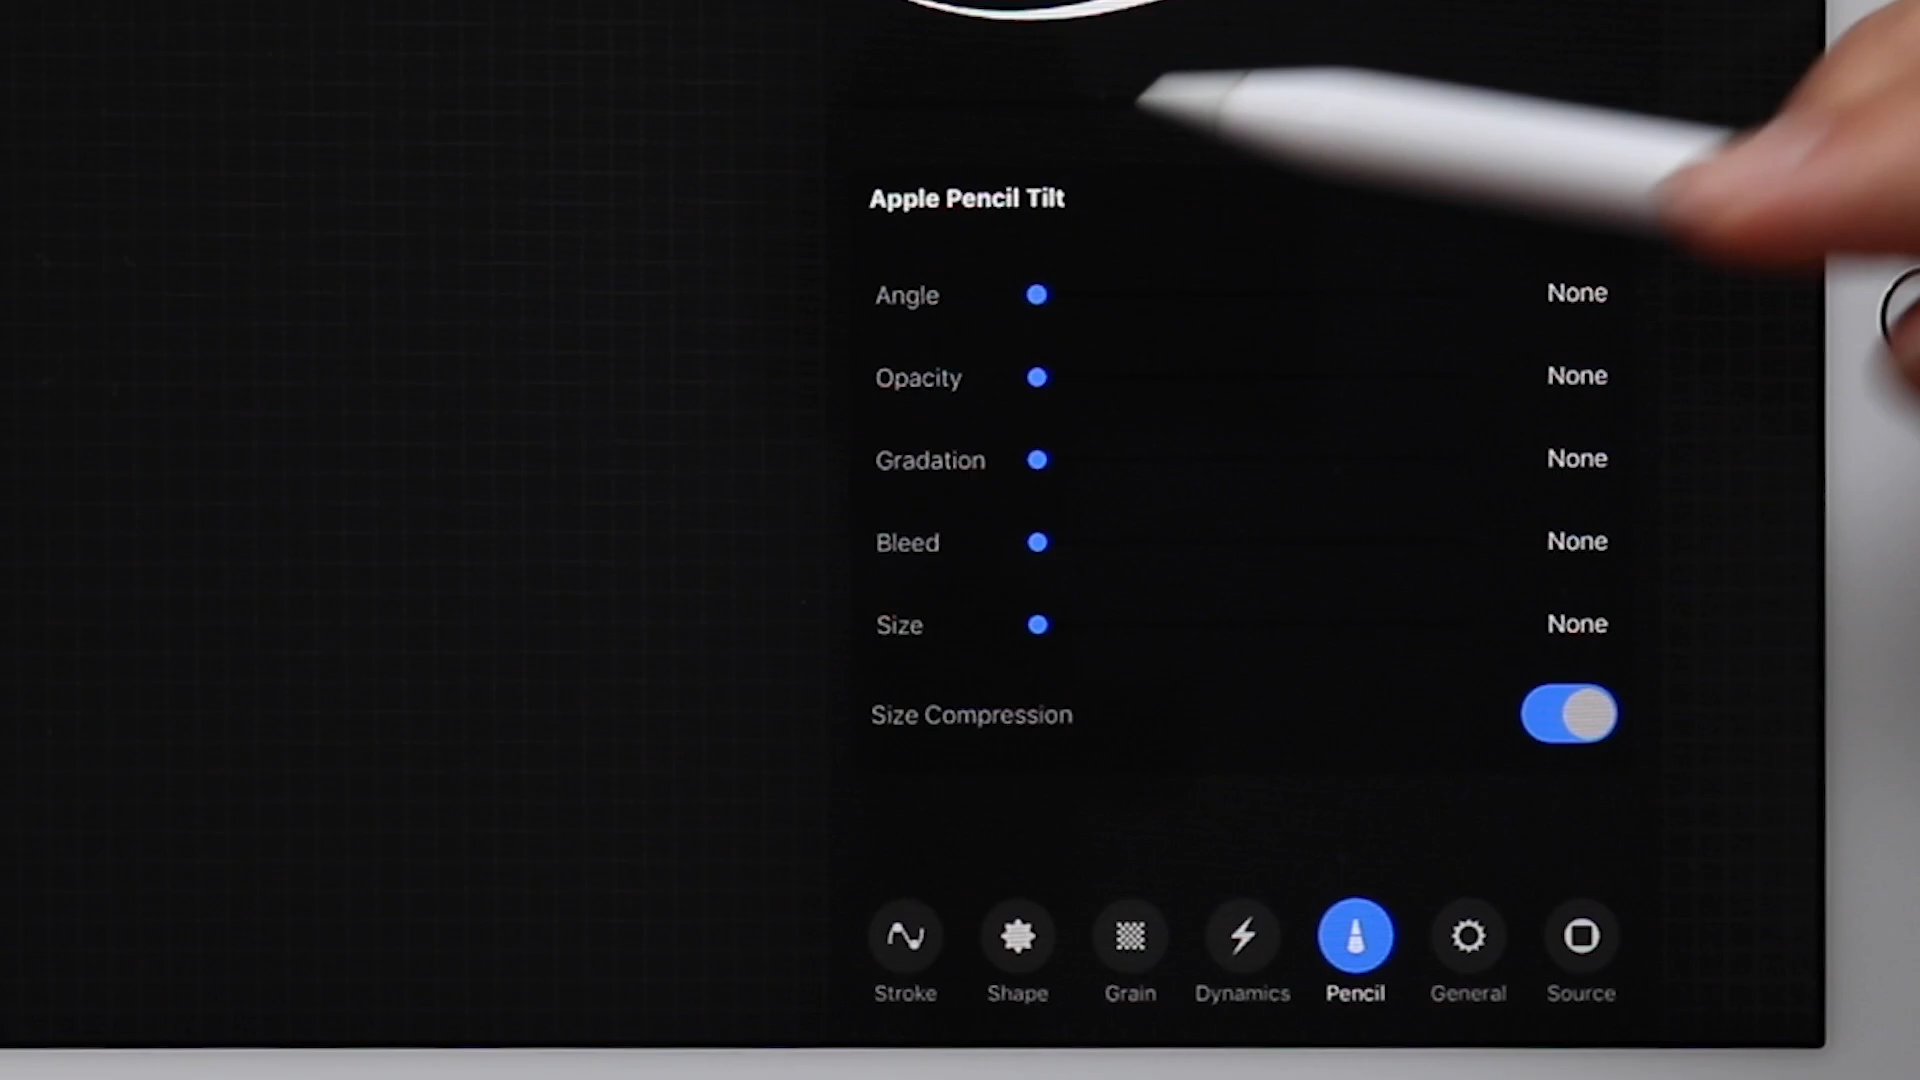 Apple Pencil Tilt
Angle None
Opacity None
Gradation None
Bleed None
Size None
Size Compression
Stroke Shape Grain Dynamics Pencil General Source